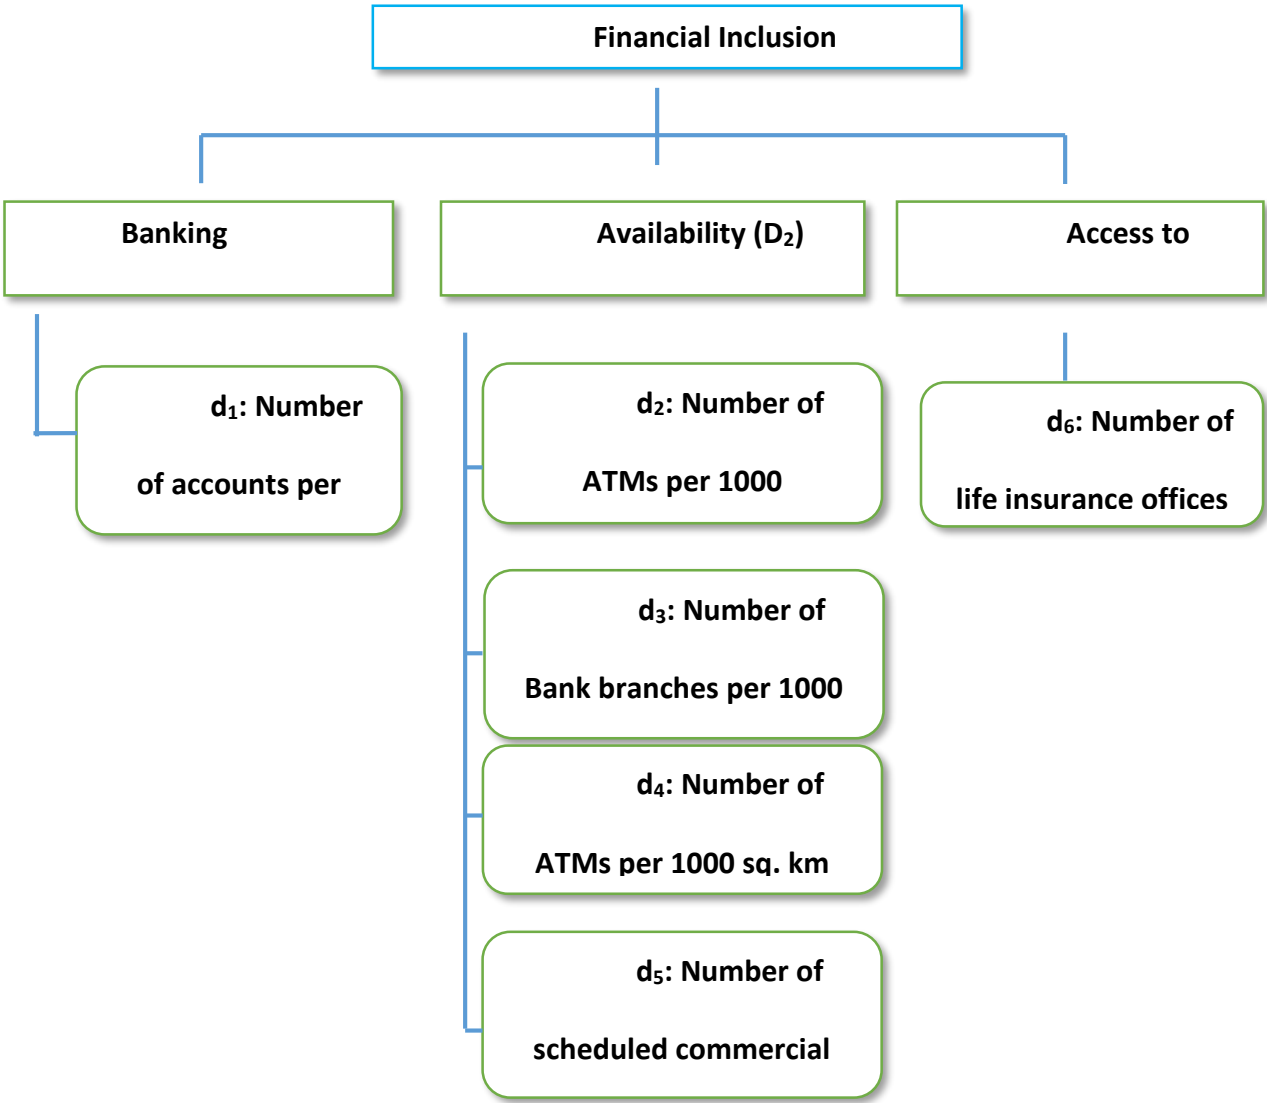 Financial Inclusion
Banking
Availability (D₂)
Access to
d₁: Number
of accounts per
d₂: Number of
ATMs per 1000
d₃: Number of
Bank branches per 1000
d₄: Number of
ATMs per 1000 sq. km
d₅: Number of
scheduled commercial
d₆: Number of
life insurance offices